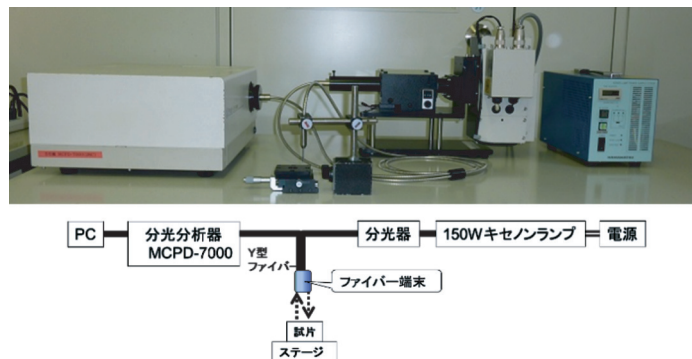 PC
分光分析器
MCPD-7000
Y型
ファイバー
分光器
150Wキセノンランプ
電源
ファイバー端末
試片
ステージ